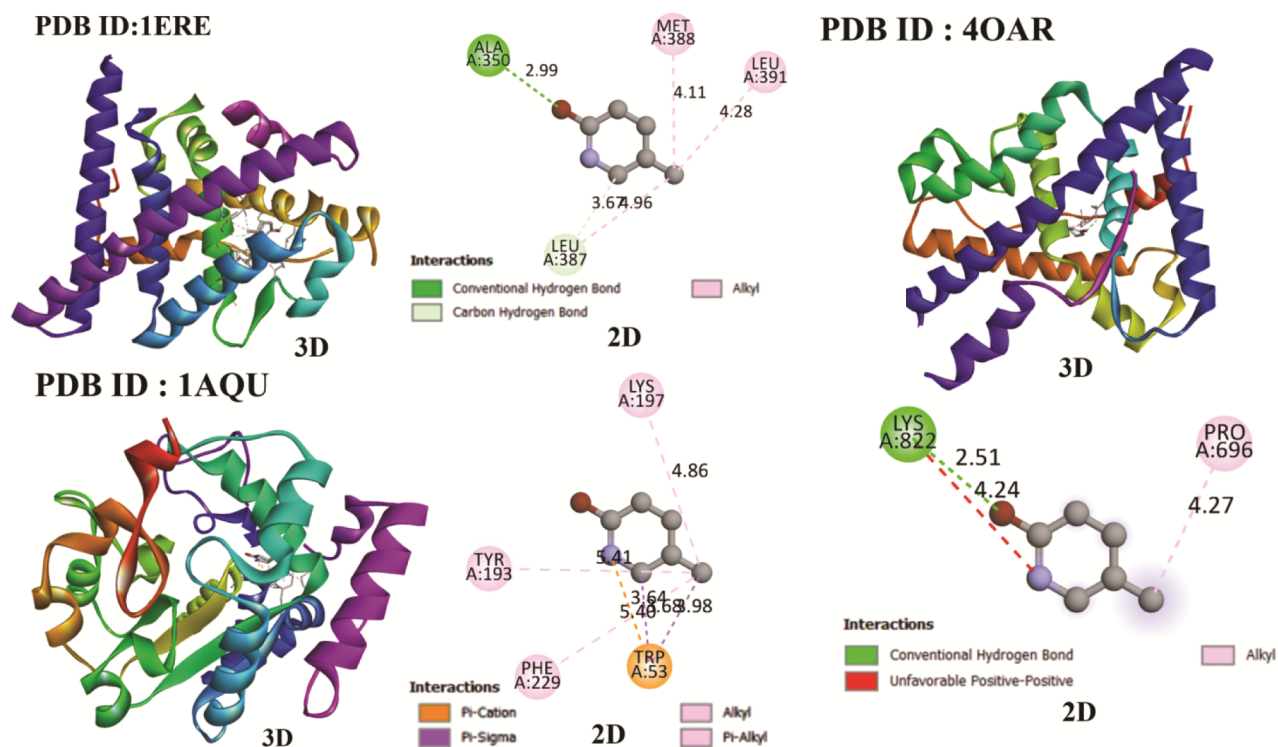 PDB ID:1ERE
ALA
A:350
2.99
MET
A:388
LEU
A:391
4.11
4.28
3.67
4.96
LEU
A:387
Interactions
Conventional Hydrogen Bond
Alkyl
Carbon Hydrogen Bond
3D
2D
PDB ID : 4OAR
3D
LYS
A:822
2.51
4.24
PRO
A:696
4.27
Interactions
Conventional Hydrogen Bond
Alkyl
Unfavorable Positive-Positive
2D
PDB ID : 1AQU
3D
LYS
A:197
4.86
TYR
A:193
5.41
3.64
5.40
3.68
3.98
PHE
A:229
TRP
A:53
Interactions
Pi-Cation
Alkyl
Pi-Sigma
Pi-Alkyl
2D